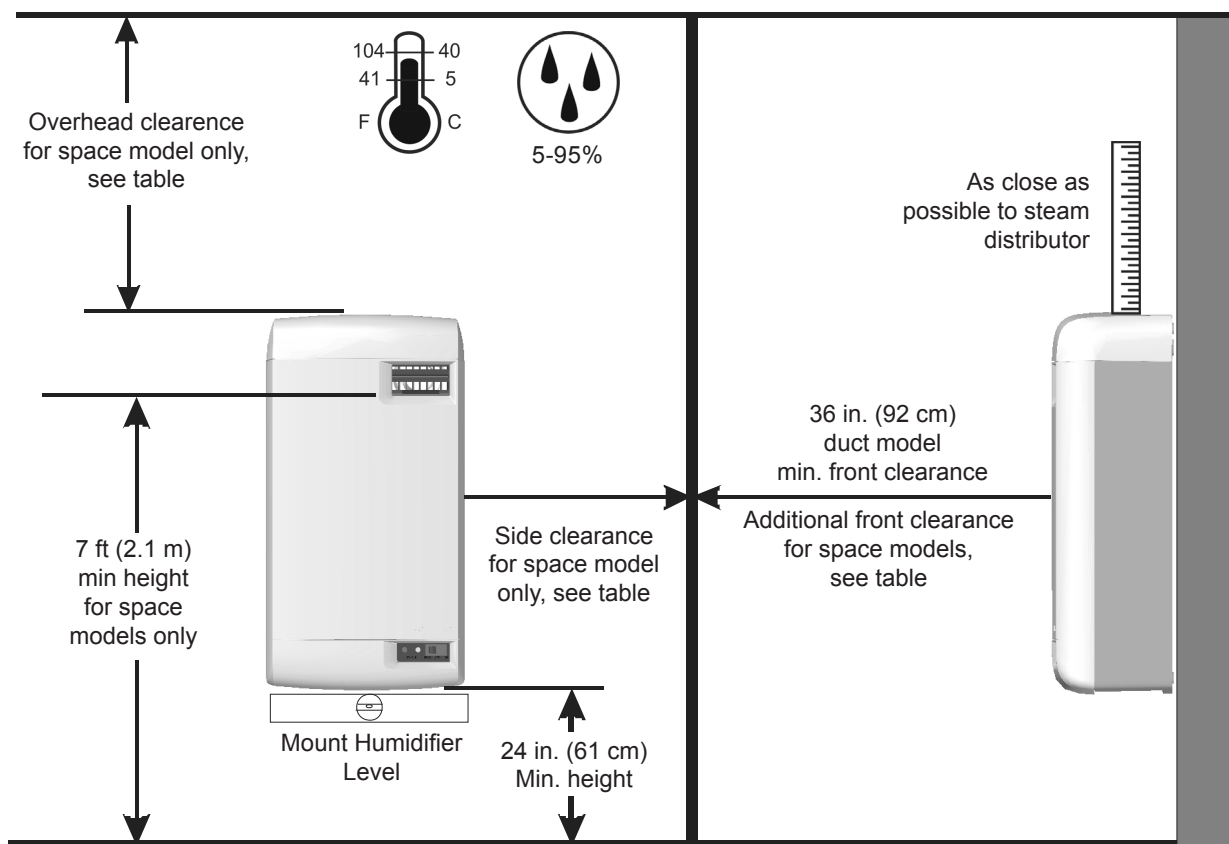 Overhead clearence
for space model only,
see table
104 40
41 5
F C
5-95%
7 ft (2.1 m)
min height
for space
models only
Side clearance
for space model
only, see table
Mount Humidifier
Level
24 in. (61 cm)
Min. height
As close as
possible to steam
distributor
36 in. (92 cm)
duct model
min. front clearance
Additional front clearance
for space models,
see table